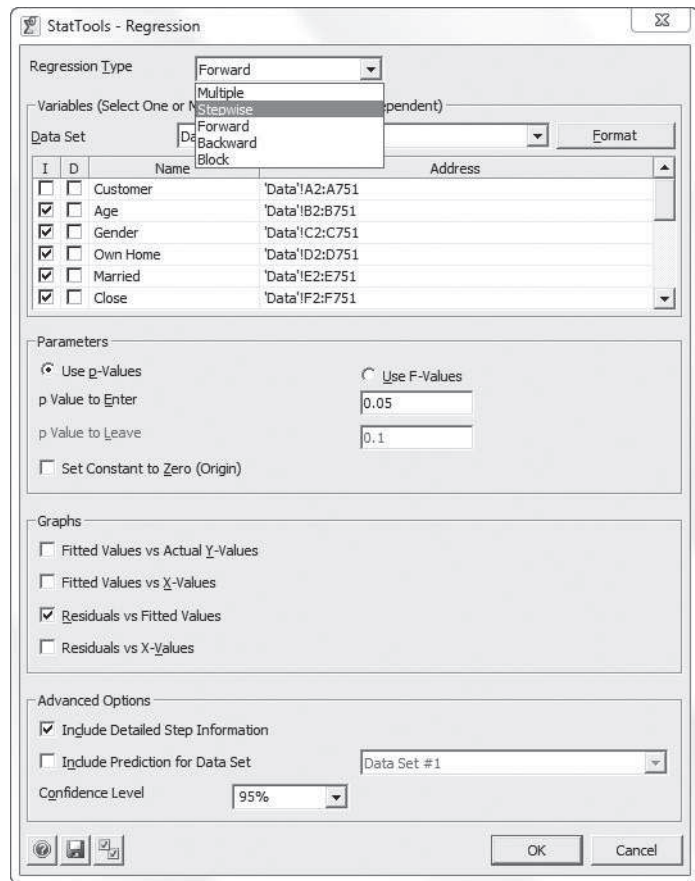 StatTools - Regression
Regression Type
Forward
Multiple
Stepwise
Forward
Backward
Block
Variables (Select One or M pendent)
Data Set Da Format
I D Name Address
Customer 'Data'!A2:A751
Age 'Data'!B2:B751
Gender 'Data'!C2:C751
Own Home 'Data'!D2:D751
Married 'Data'!E2:E751
Close 'Data'!F2:F751
Parameters
Use p-Values Use F-Values
p Value to Enter 0.05
p Value to Leave 0.1
Set Constant to Zero (Origin)
Graphs
Fitted Values vs Actual Y-Values
Fitted Values vs X-Values
Residuals vs Fitted Values
Residuals vs X-Values
Advanced Options
Include Detailed Step Information
Include Prediction for Data Set Data Set #1
Confidence Level 95%
OK Cancel